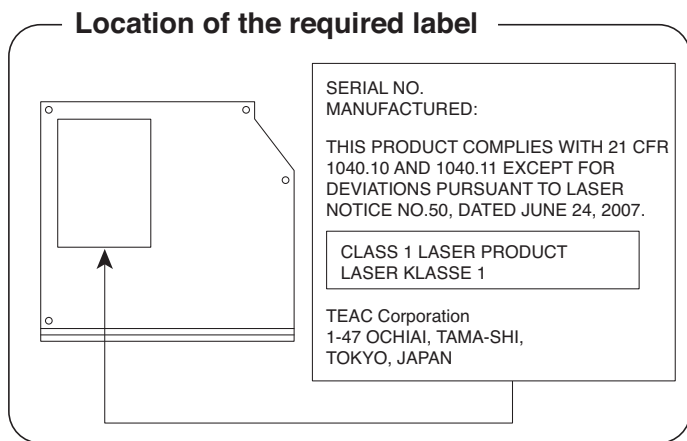 Location of the required label
SERIAL NO.
MANUFACTURED:
THIS PRODUCT COMPLIES WITH 21 CFR
1040.10 AND 1040.11 EXCEPT FOR
DEVIATIONS PURSUANT TO LASER
NOTICE NO.50, DATED JUNE 24, 2007.
CLASS 1 LASER PRODUCT
LASER KLASSE 1
TEAC Corporation
1-47 OCHIAI, TAMA-SHI,
TOKYO, JAPAN